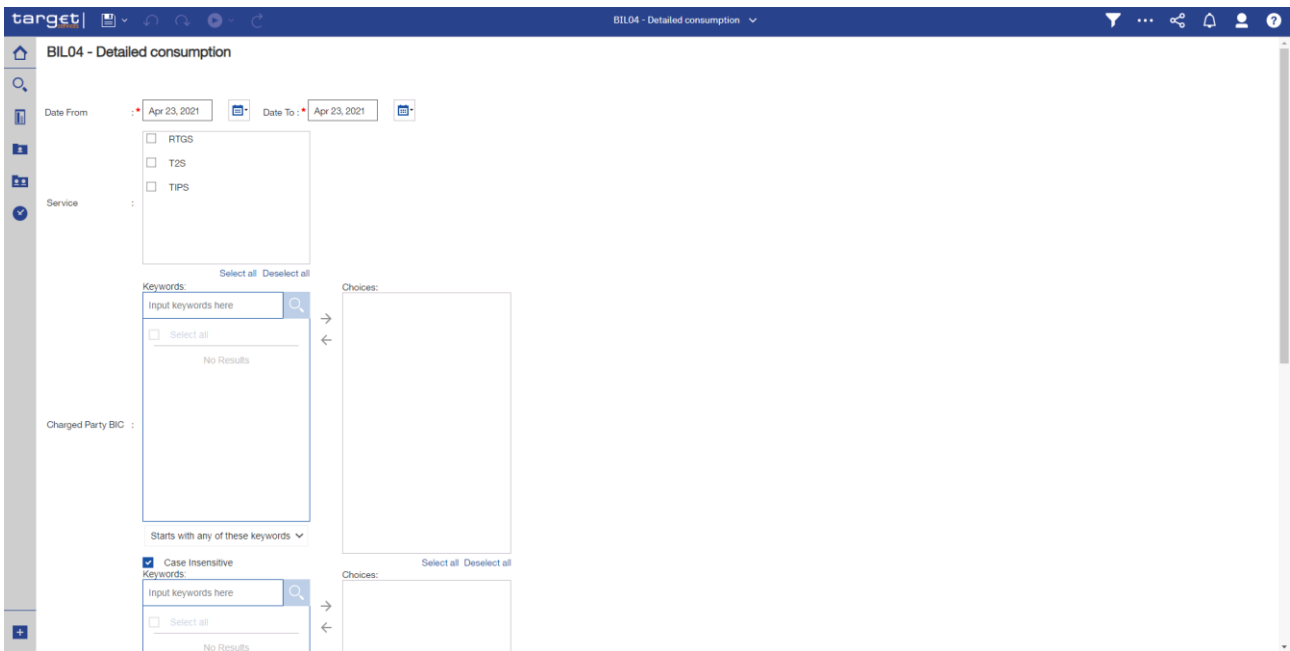 target| BIL04 - Detailed consumption
BIL04 - Detailed consumption
Date From :* Apr 23, 2021 Date To : * Apr 23, 2021
RTGS
T2S
TIPS
Service :
Select all Deselect all
Keywords: Choices:
Input keywords here
Select all
No Results
Charged Party BIC :
Starts with any of these keywords
Case Insensitive Select all Deselect all
Keywords: Choices:
Input keywords here
Select all
No Results